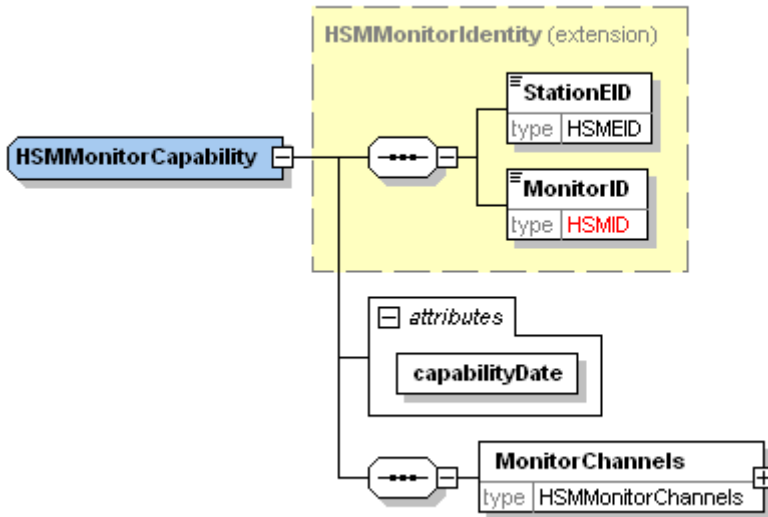 HSMMonitorIdentity (extension)
StationEID
type HSMEID
HSMMonitorCapability
MonitorID
type HSMID
attributes
capabilityDate
MonitorChannels
type HSMMonitorChannels